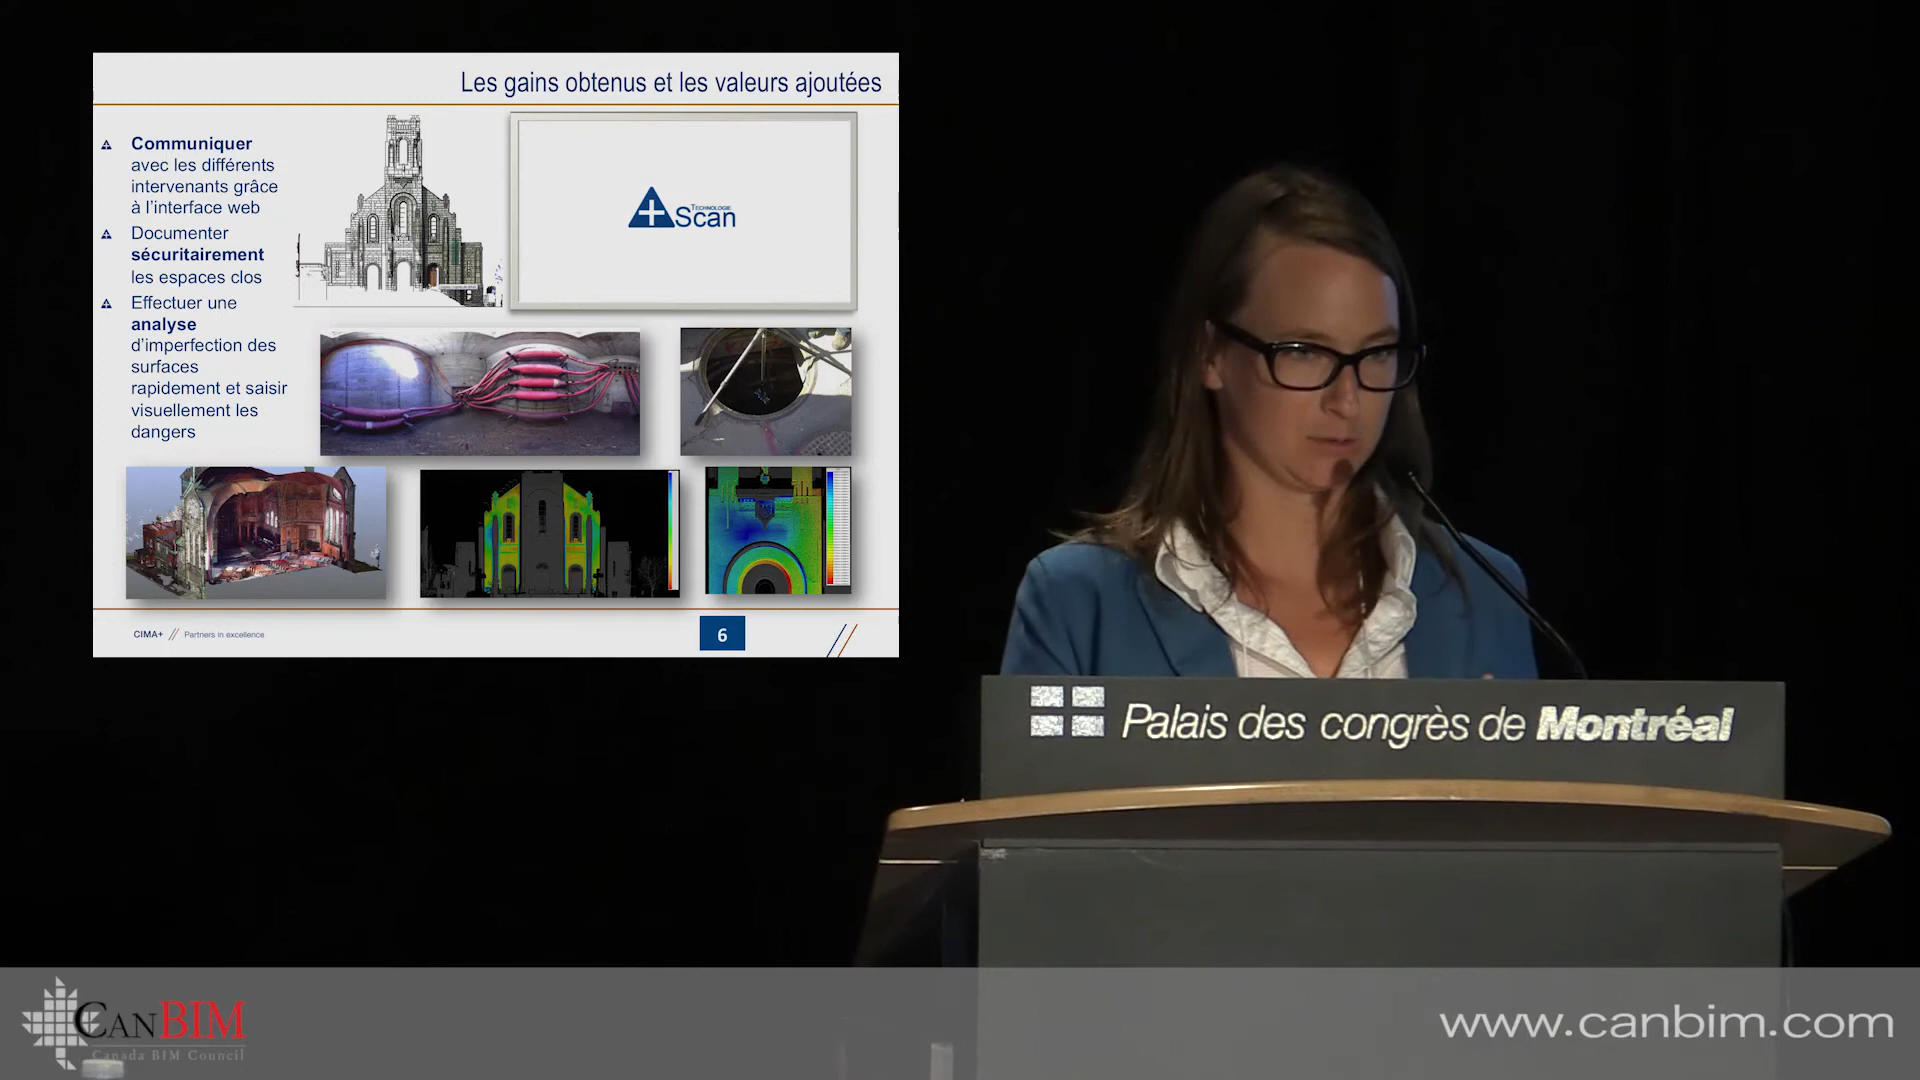 Les gains obtenus et les valeurs ajoutées
Communiquer
avec les différents
intervenants grâce
à l'interface web
Documenter
sécuritairement
les espaces clos
Effectuer une
analyse
d'imperfection des
surfaces
rapidement et saisir
visuellement les
dangers
TECHNOLOGIE
Scan
CIMA+ // Partners in excellence
6
Palais des congrès de Montréal
CANBIM
Canada BIM Council
www.canbim.com